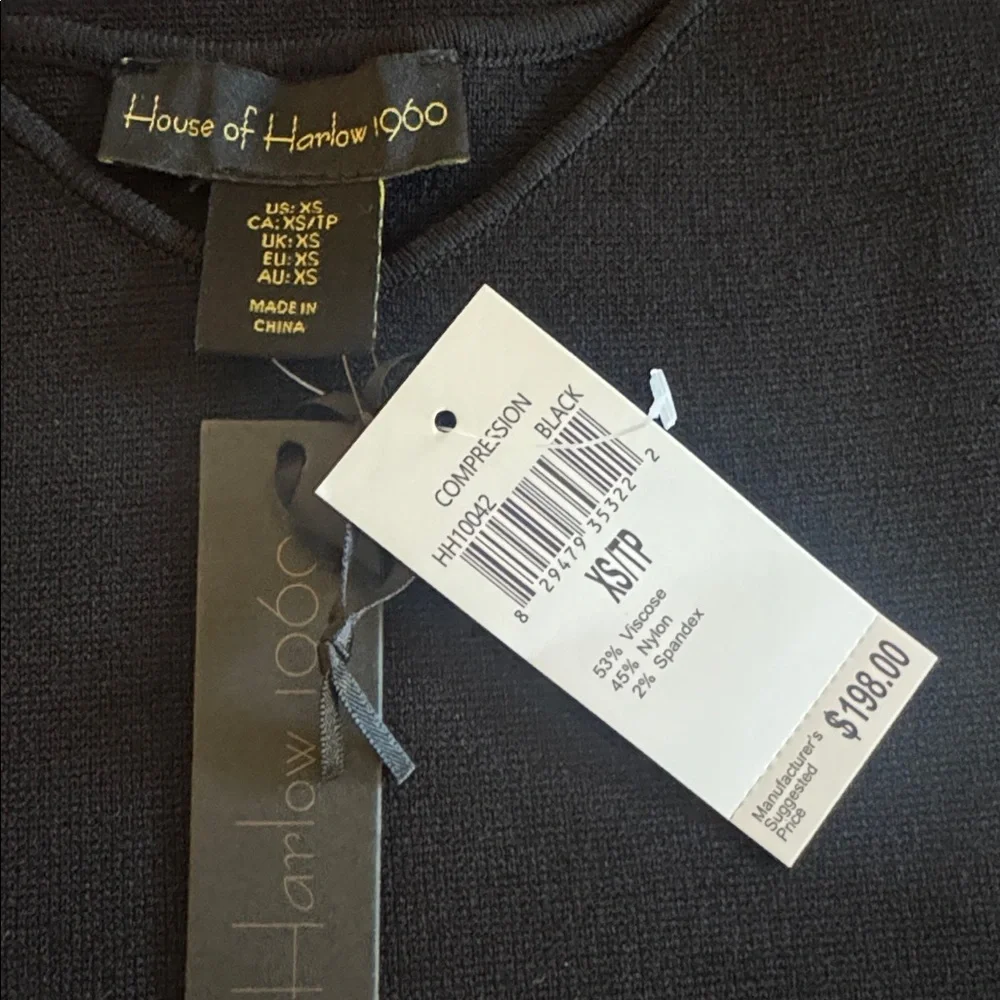 House of Harlow 1960
US: XS
CA: XS/TP
UK: XS
EU: XS
AU: XS
MADE IN
CHINA
COMPRESSION
HH10042 BLACK
8 29479 35322 2
XS/TP
53% Viscose
45% Nylon
2% Spandex
Manufacturer's
Suggested
Price
$198.00
Harlow 1960